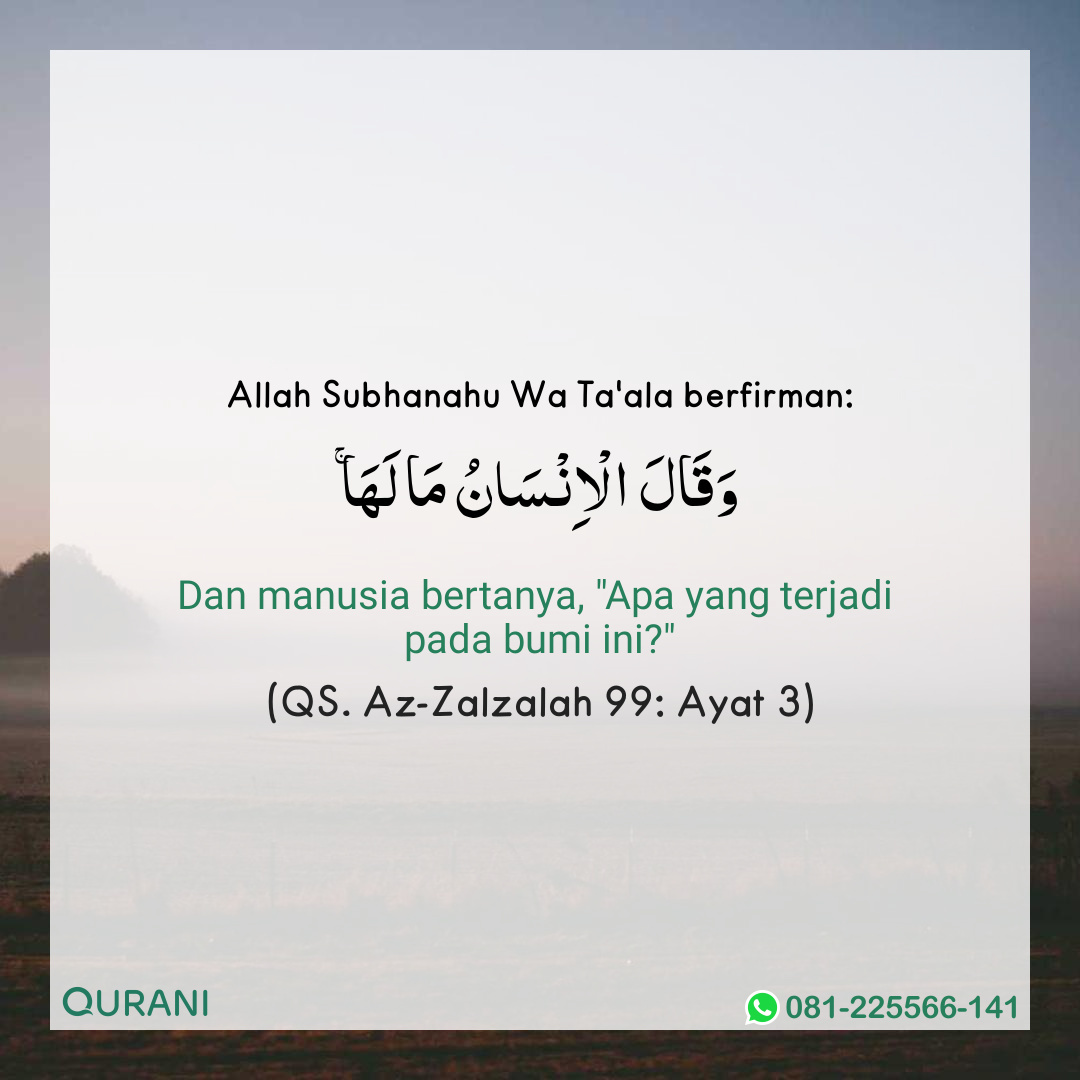 Allah Subhanahu Wa Ta'ala berfirman:
وَقَالَ الْاِنْسَانُ مَا لَهَاۚ
Dan manusia bertanya, "Apa yang terjadi
pada bumi ini?"
(QS. Az-Zalzalah 99: Ayat 3)
QURANI
081-225566-141